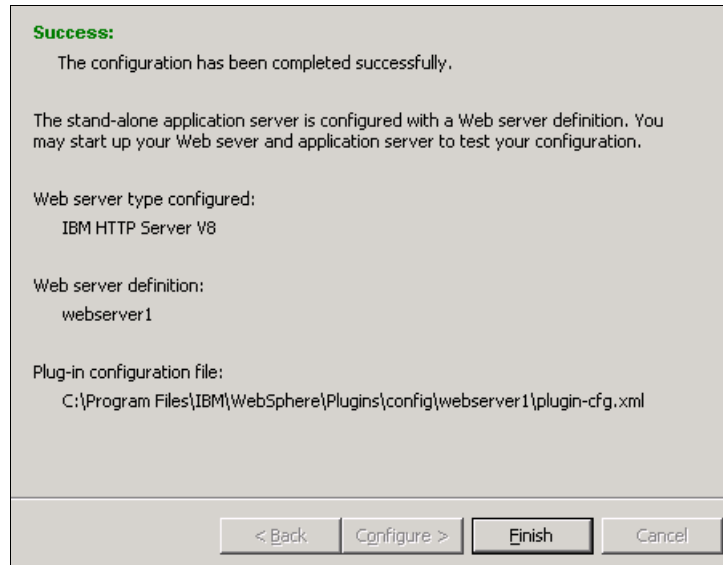 Success:
The configuration has been completed successfully.
The stand-alone application server is configured with a Web server definition. You
may start up your Web sever and application server to test your configuration.
Web server type configured:
IBM HTTP Server V8
Web server definition:
webserver1
Plug-in configuration file:
C:\Program Files\IBM\WebSphere\Plugins\config\webserver1\plugin-cfg.xml
< Back Configure > Finish Cancel